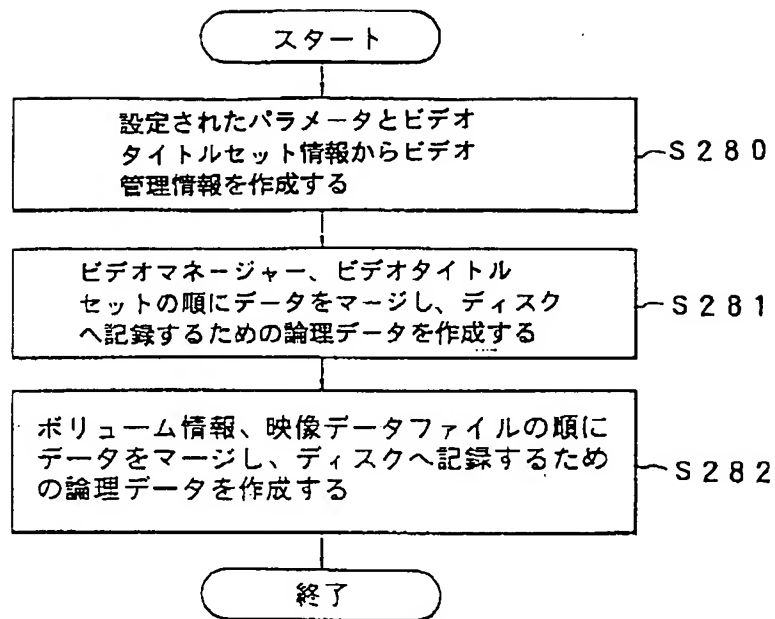 スタート
設定されたパラメータとビデオ
タイトルセット情報からビデオ
管理情報を作成する
S280
ビデオマネージャー、ビデオタイトル
セットの順にデータをマージし、ディスク
へ記録するための論理データを作成する
S281
ボリューム情報、映像データファイルの順に
データをマージし、ディスクへ記録するため
の論理データを作成する
S282
終了